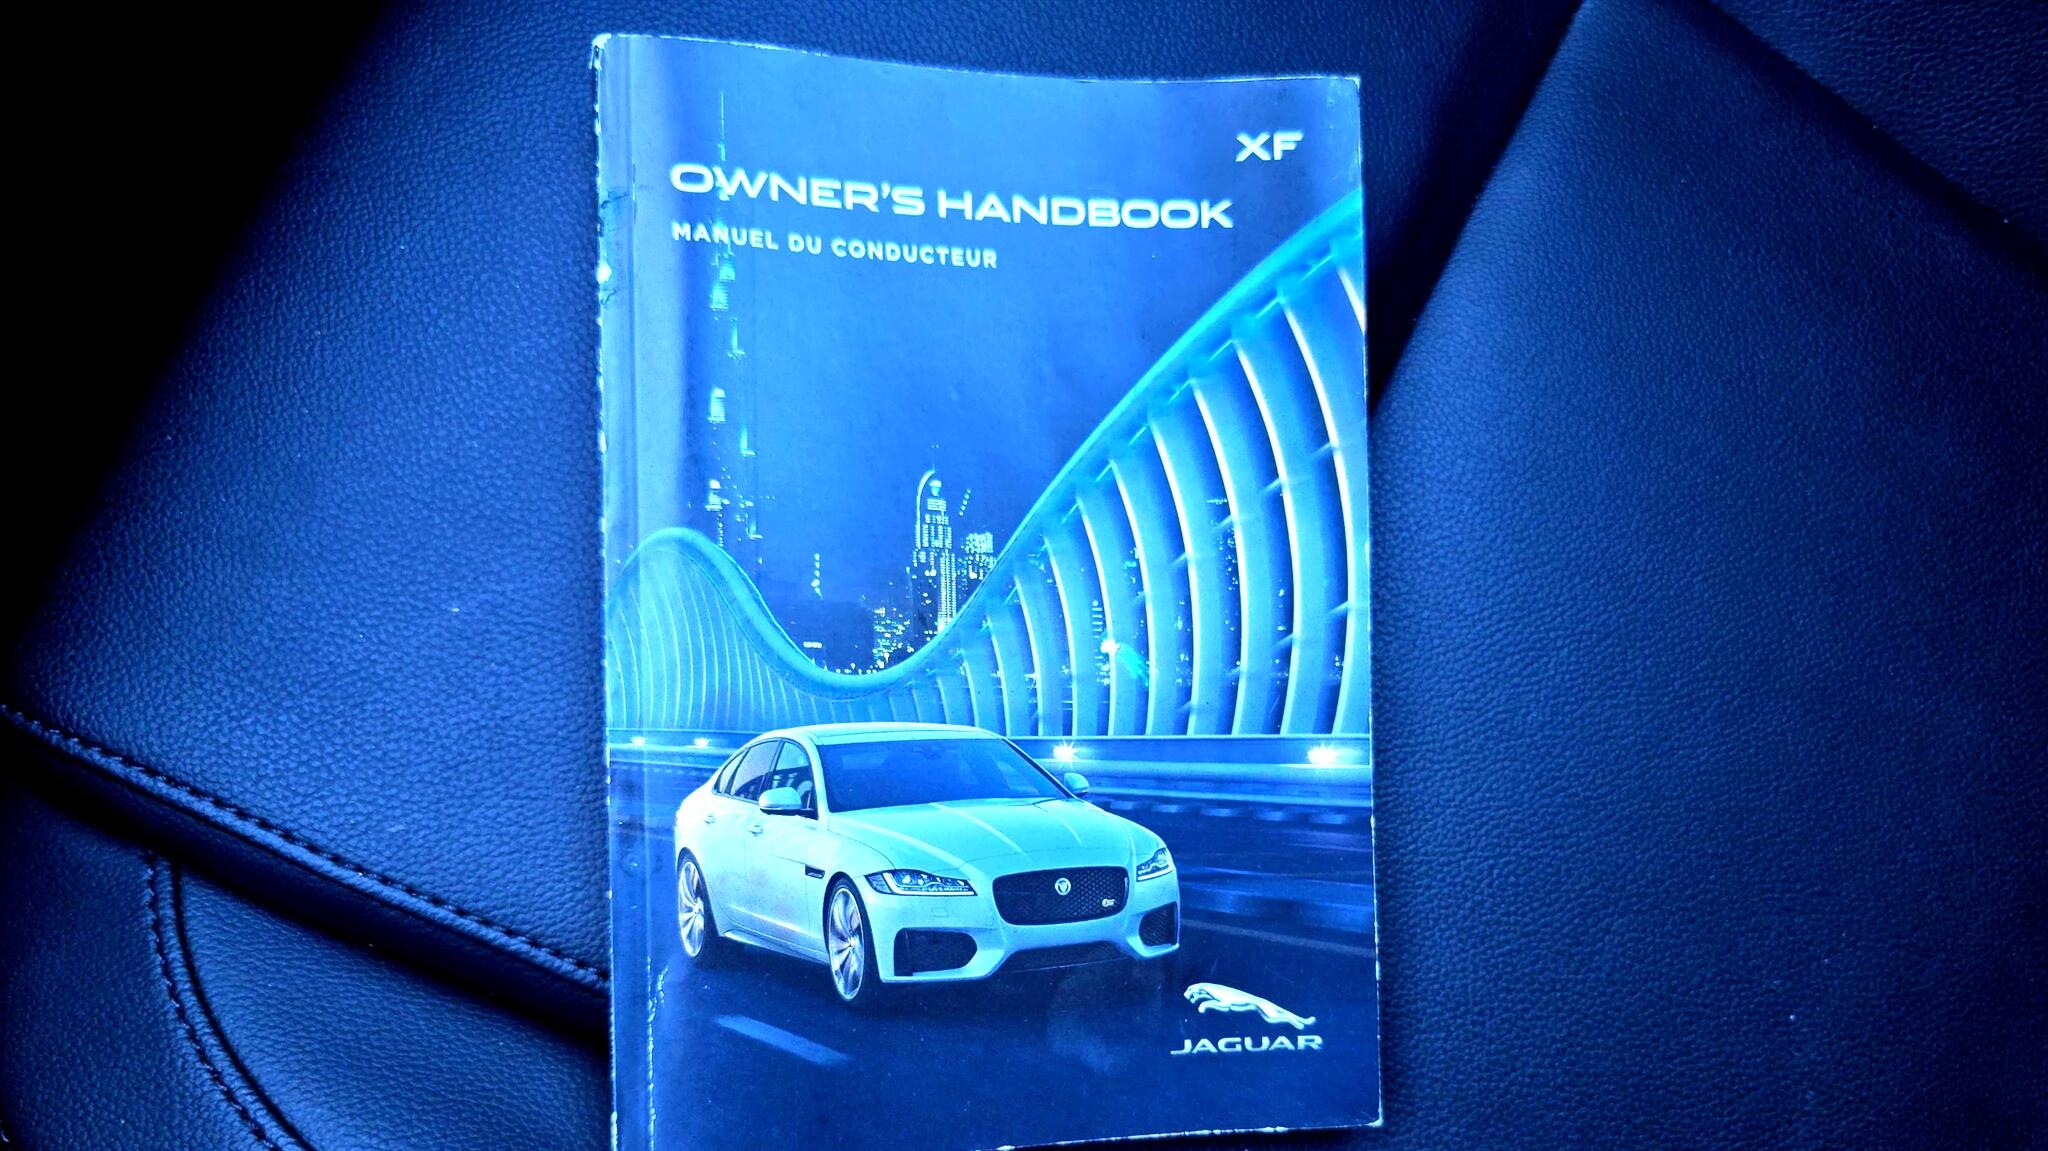 XF
OWNER'S HANDBOOK
MANUEL DU CONDUCTEUR
JAGUAR